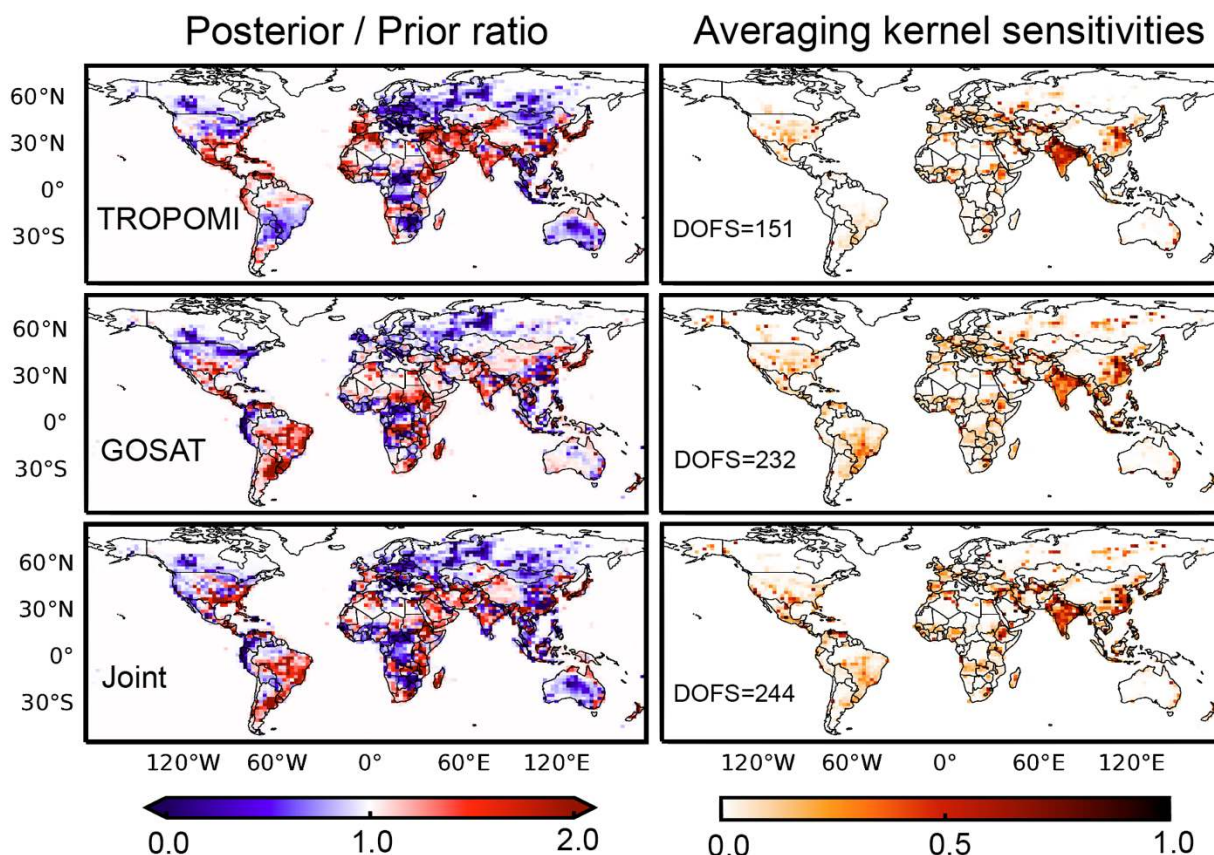 Posterior / Prior ratio
Averaging kernel sensitivities
60°N
30°N
0°
30°S
TROPOMI
DOFS=151
60°N
30°N
0°
30°S
GOSAT
DOFS=232
60°N
30°N
0°
30°S
Joint
DOFS=244
120°W 60°W 0° 60°E 120°E
120°W 60°W 0° 60°E 120°E
0.0 1.0 2.0
0.0 0.5 1.0